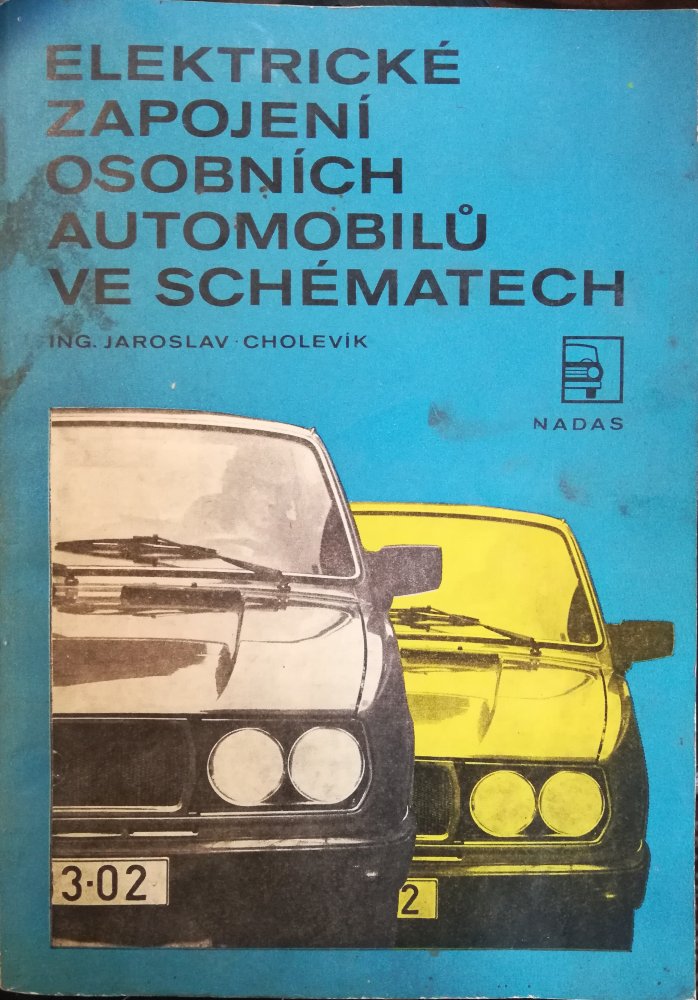 ELEKTRICKÉ
ZAPOJENÍ
OSOBNÍCH
AUTOMOBILŮ
VE SCHÉMATECH
ING. JAROSLAV CHOLEVÍK
NADAS
3·02
2